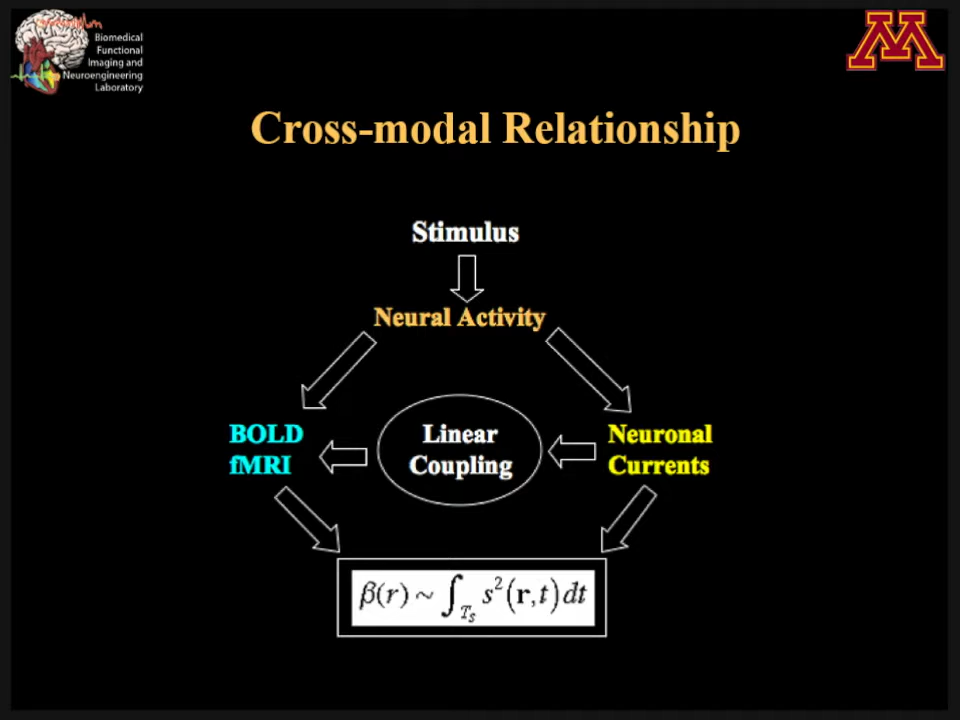 Biomedical
Functional
Imaging and
Neuroengineering
Laboratory
M
Cross-modal Relationship
Stimulus
Neural Activity
BOLD
fMRI
Linear
Coupling
Neuronal
Currents
β(r) ~ ∫_{T_S} s²(r,t)dt